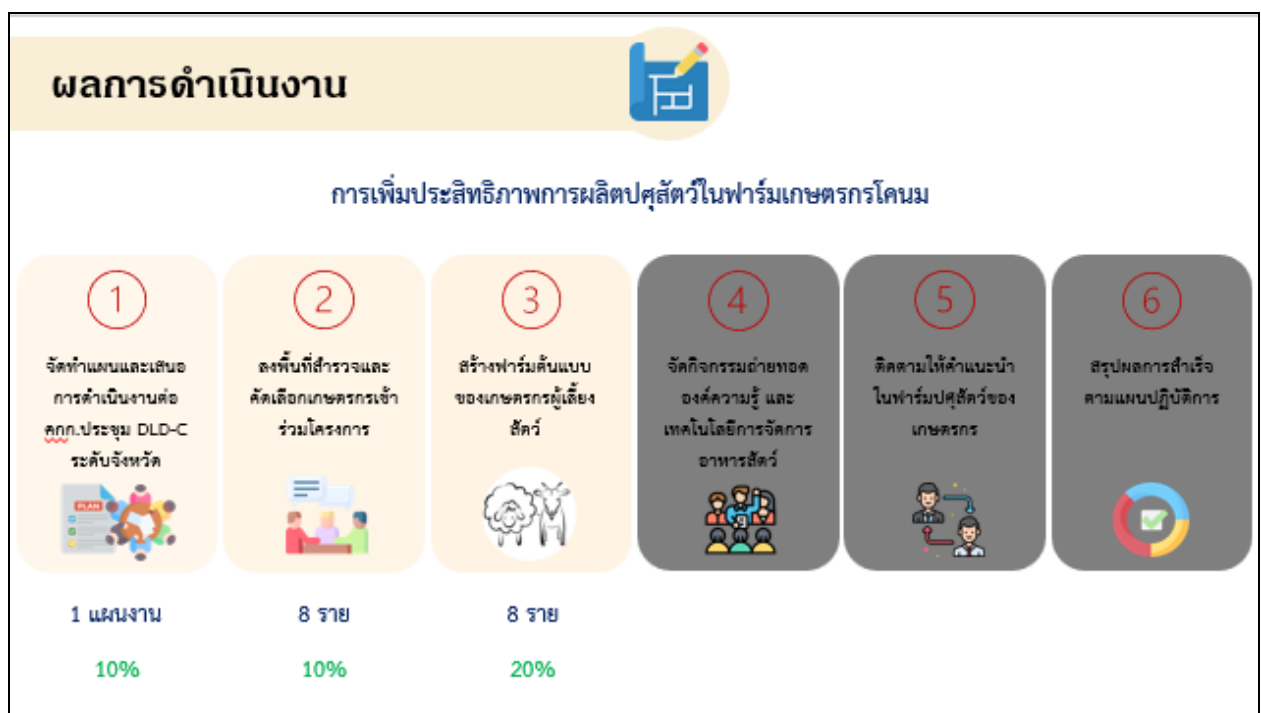 ผลการดำเนินงาน
การเพิ่มประสิทธิภาพการผลิตปศุสัตว์ในฟาร์มเกษตรกรโคนม
1
จัดทำแผนและเสนอ
การดำเนินงานต่อ
คกก.ประชุม DLD-C
ระดับจังหวัด
PLAN
1 แผนงาน
10%
2
ลงพื้นที่สำรวจและ
คัดเลือกเกษตรกรเข้า
ร่วมโครงการ
8 ราย
10%
3
สร้างฟาร์มต้นแบบ
ของเกษตรกรผู้เลี้ยง
สัตว์
8 ราย
20%
4
จัดกิจกรรมถ่ายทอด
องค์ความรู้ และ
เทคโนโลยีการจัดการ
อาหารสัตว์
5
ติดตามให้คำแนะนำ
ในฟาร์มปศุสัตว์ของ
เกษตรกร
6
สรุปผลการสำเร็จ
ตามแผนปฏิบัติการ